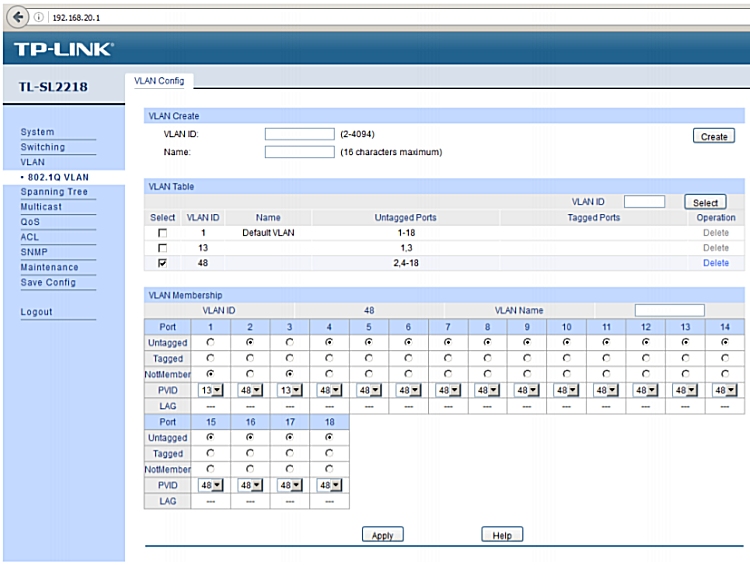 192.168.20.1
TP-LINK®
TL-SL2218
VLAN Config
System
Switching
VLAN
• 802.1Q VLAN
Spanning Tree
Multicast
QoS
ACL
SNMP
Maintenance
Save Config
Logout
VLAN Create
VLAN ID: (2-4094)
Create
Name: (16 characters maximum)
VLAN Table
VLAN ID Select
Select VLAN ID Name Untagged Ports Tagged Ports Operation
1 Default VLAN 1-18 Delete
13 1,3 Delete
48 2,4-18 Delete
VLAN Membership
VLAN ID 48 VLAN Name
Port 1 2 3 4 5 6 7 8 9 10 11 12 13 14
Untagged
Tagged
NotMember
PVID 13 48 13 48 48 48 48 48 48 48 48 48 48 48
LAG --- --- --- --- --- --- --- --- --- --- --- --- --- ---
Port 15 16 17 18
Untagged
Tagged
NotMember
PVID 48 48 48 48
LAG --- --- --- ---
Apply Help